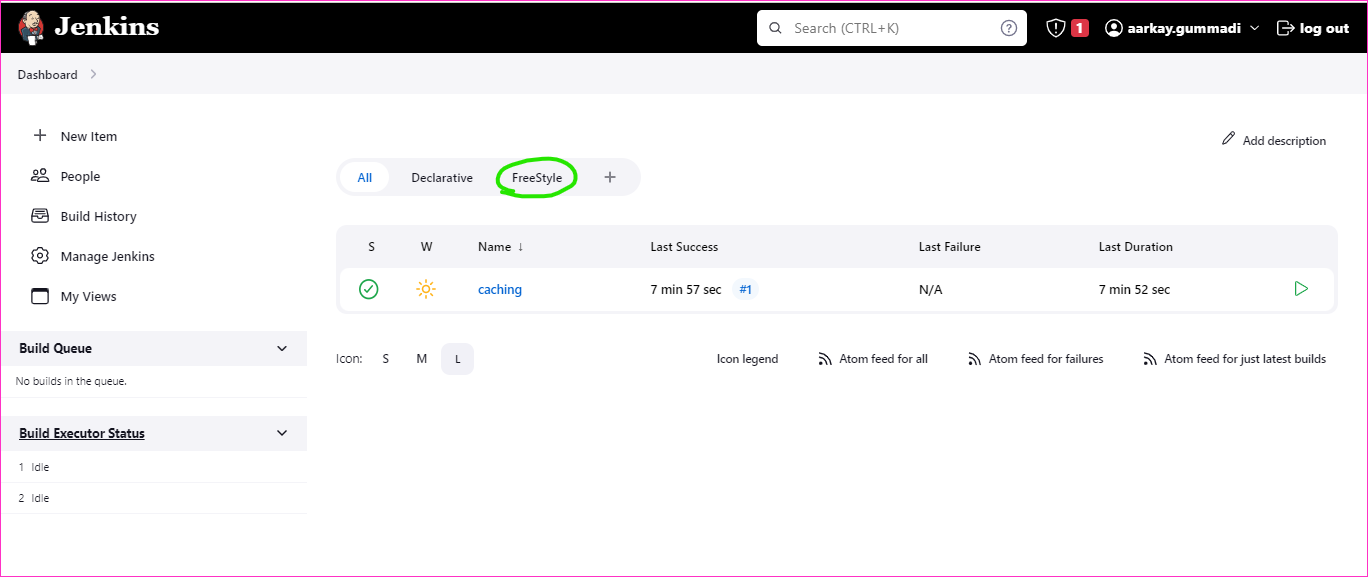 Jenkins
Search (CTRL+K)
1
aarkay.gummadi
log out
Dashboard
New Item
People
Build History
Manage Jenkins
My Views
Build Queue
No builds in the queue.
Build Executor Status
1 Idle
2 Idle
Add description
All Declarative FreeStyle +
S W Name ↓ Last Success Last Failure Last Duration
caching 7 min 57 sec #1 N/A 7 min 52 sec
Icon: S M L
Icon legend Atom feed for all Atom feed for failures Atom feed for just latest builds